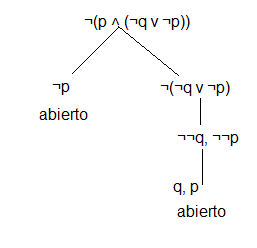 ¬(p ∧ (¬q v ¬p))
¬p
¬(¬q v ¬p)
abierto
¬¬q, ¬¬p
q, p
abierto